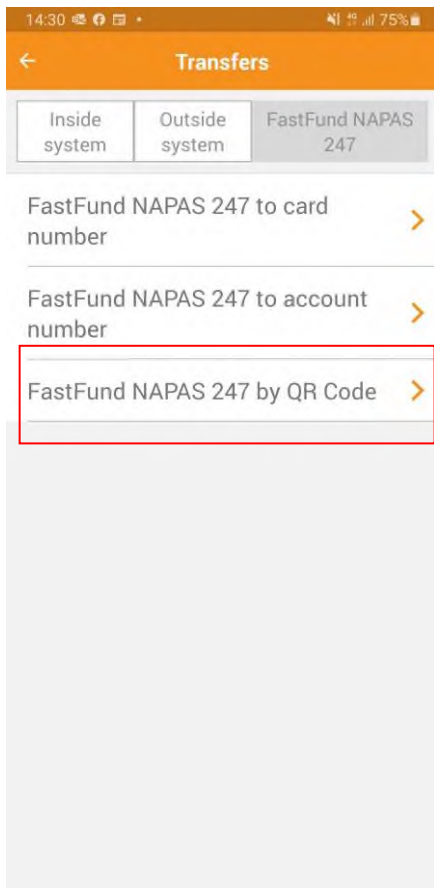 14:30
75%
Transfers
Inside
system
Outside
system
FastFund NAPAS
247
FastFund NAPAS 247 to card
number
FastFund NAPAS 247 to account
number
FastFund NAPAS 247 by QR Code